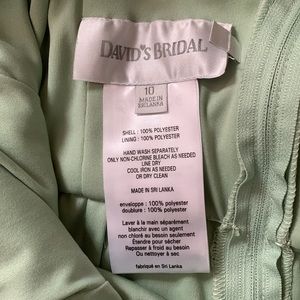 DAVID'S BRIDAL
10
MADE IN
SRI LANKA
SHELL : 100% POLYESTER
LINING : 100% POLYESTER
HAND WASH SEPARATELY
ONLY NON-CHLORINE BLEACH AS NEEDED
LINE DRY
COOL IRON AS NEEDED
OR DRY CLEAN
MADE IN SRI LANKA
enveloppe : 100% polyester
doublure : 100% polyester
Laver à la main séparément
blanchir avec un agent
non chloré au besoin seulement
Étendre pour sécher
Repasser à froid au besoin
Ou nettoyer à sec
fabriqué en Sri Lanka